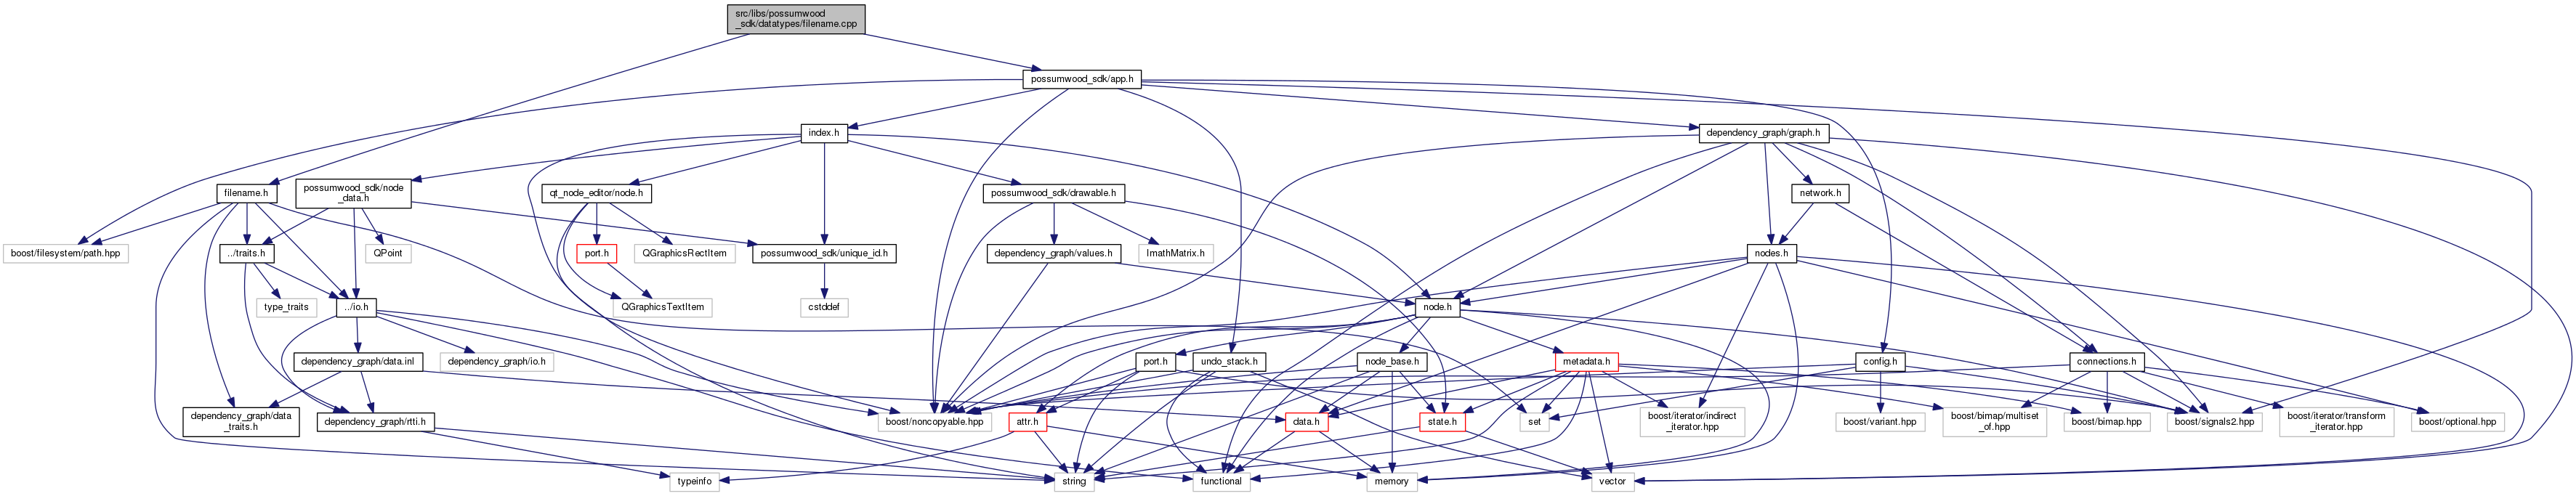 src/libs/possumwood
_sdk/datatypes/filename.cpp
possumwood_sdk/app.h
index.h
dependency_graph/graph.h
filename.h
possumwood_sdk/node
_data.h
qt_node_editor/node.h
possumwood_sdk/drawable.h
network.h
boost/filesystem/path.hpp
../traits.h
QPoint
port.h
QGraphicsRectItem
possumwood_sdk/unique_id.h
dependency_graph/values.h
ImathMatrix.h
nodes.h
type_traits
../io.h
QGraphicsTextItem
cstddef
node.h
dependency_graph/data.inl
dependency_graph/io.h
port.h
undo_stack.h
node_base.h
metadata.h
config.h
connections.h
dependency_graph/data
_traits.h
dependency_graph/rtti.h
boost/noncopyable.hpp
attr.h
data.h
state.h
set
boost/iterator/indirect
_iterator.hpp
boost/variant.hpp
boost/bimap/multiset
_of.hpp
boost/bimap.hpp
boost/signals2.hpp
boost/iterator/transform
_iterator.hpp
boost/optional.hpp
typeinfo
string
functional
memory
vector